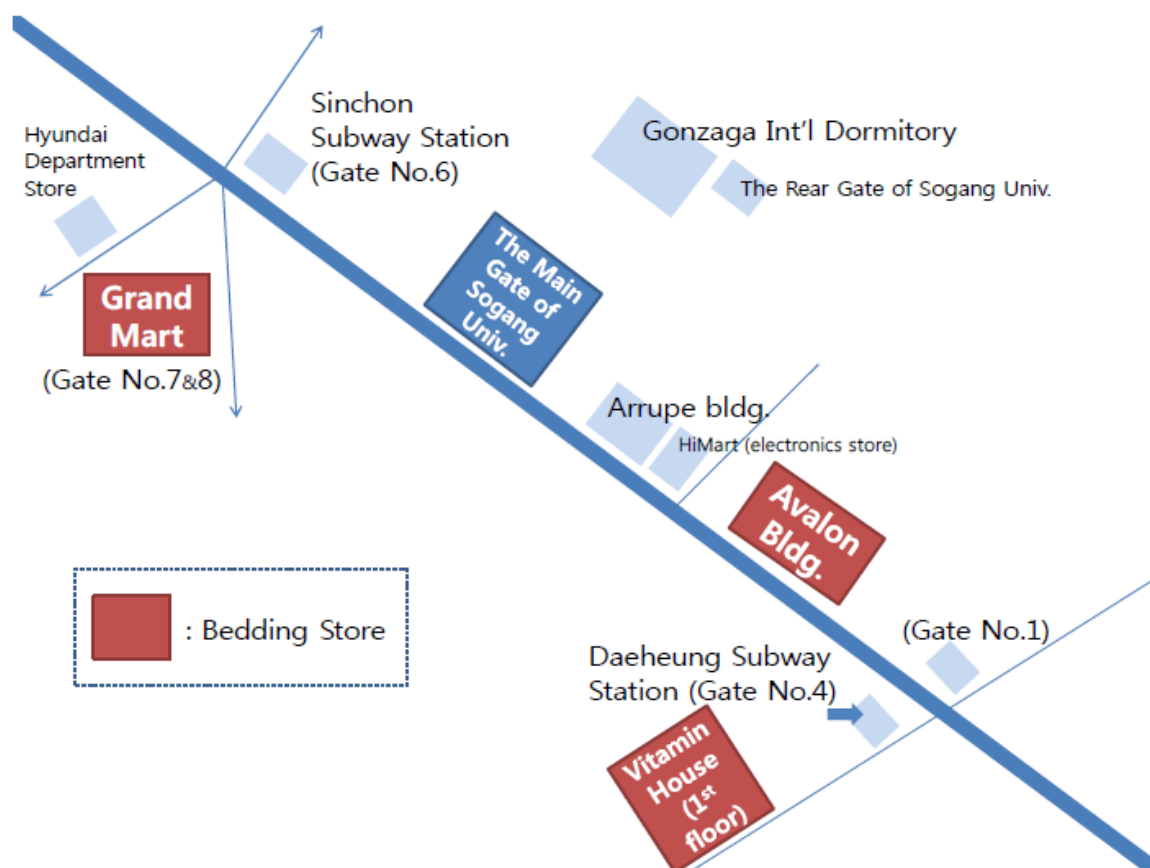 Sinchon
Subway Station
(Gate No.6)
Hyundai
Department
Store
Gonzaga Int'l Dormitory
The Rear Gate of Sogang Univ.
Grand
Mart
(Gate No.7&8)
The Main
Gate of
Sogang
Univ.
Arrupe bldg.
HiMart (electronics store)
Avalon
Bldg.
: Bedding Store
(Gate No.1)
Daeheung Subway
Station (Gate No.4)
Vitamin
House
(1st
floor)